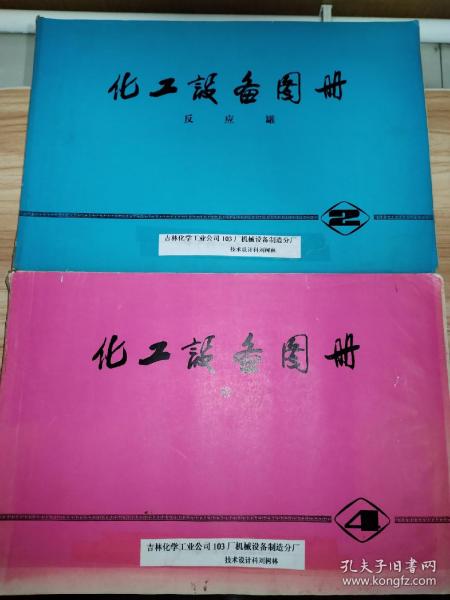 化工設备图册
反应罐
2
吉林化学工业公司103厂机械设备制造分厂
技术设计科刘树林
化工設备图册
4
吉林化学工业公司103厂机械设备制造分厂
技术设计科刘树林
孔夫子旧书网
www.kongfz.com